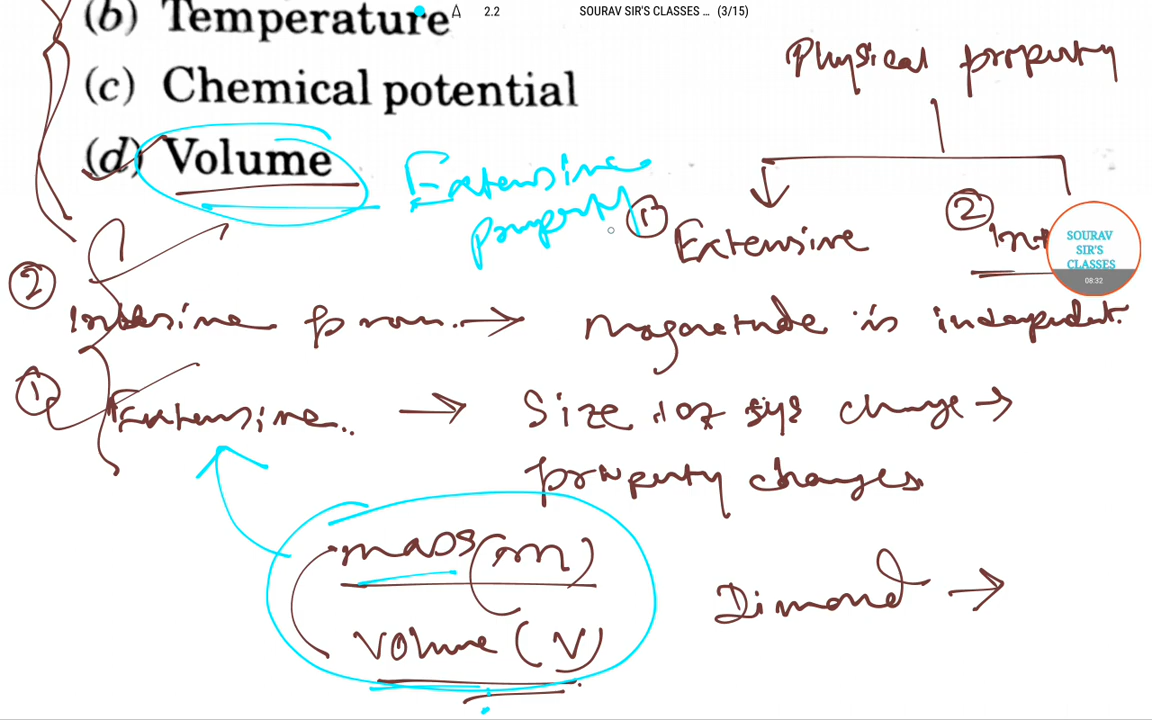 (b) Temperature
2.2
SOURAV SIR'S CLASSES ... (3/15)
(c) Chemical potential
(d) Volume
Extensive
property
Physical property
① Extensive
② Int
SOURAV
SIR'S
CLASSES
08:32
②
Intensive → Magnetude is independent
① Extensive.. → Size of sys change →
property changes
mass (m)
volume (V)
Dimond →